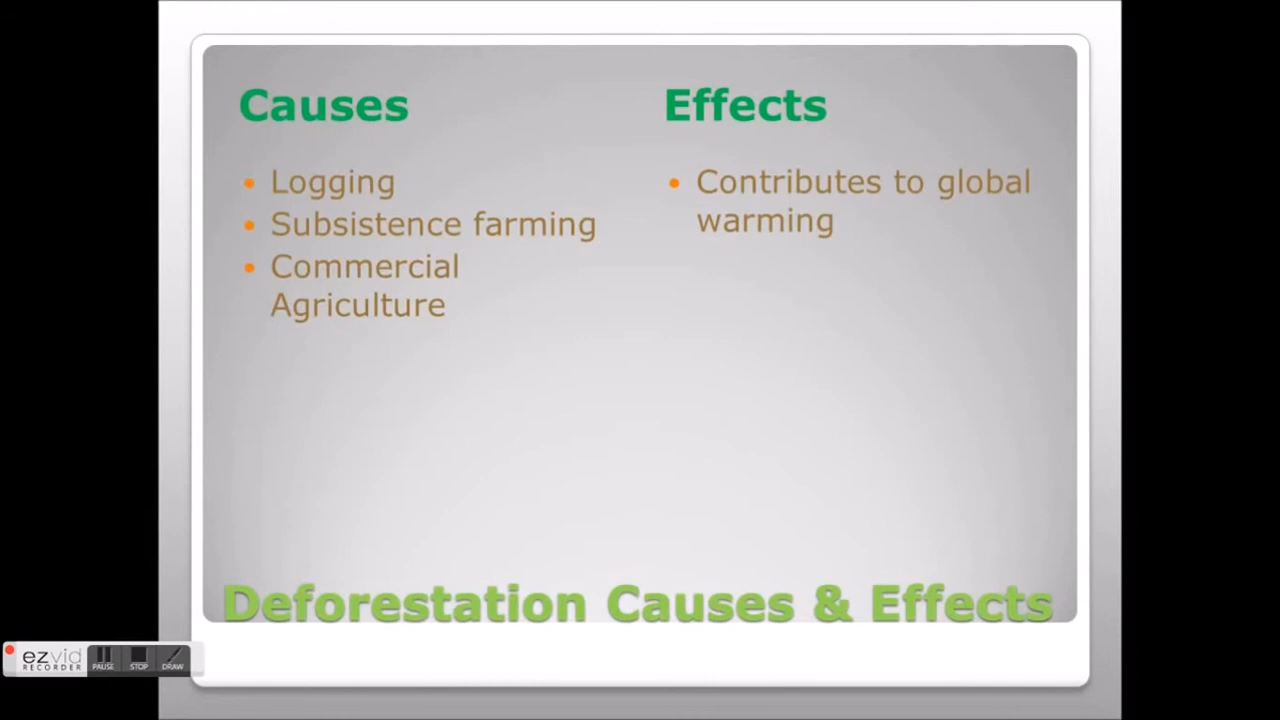 Causes
Logging
Subsistence farming
Commercial
Agriculture
Effects
Contributes to global
warming
Deforestation Causes & Effects
ezvid
RECORDER
PAUSE
STOP
DRAW